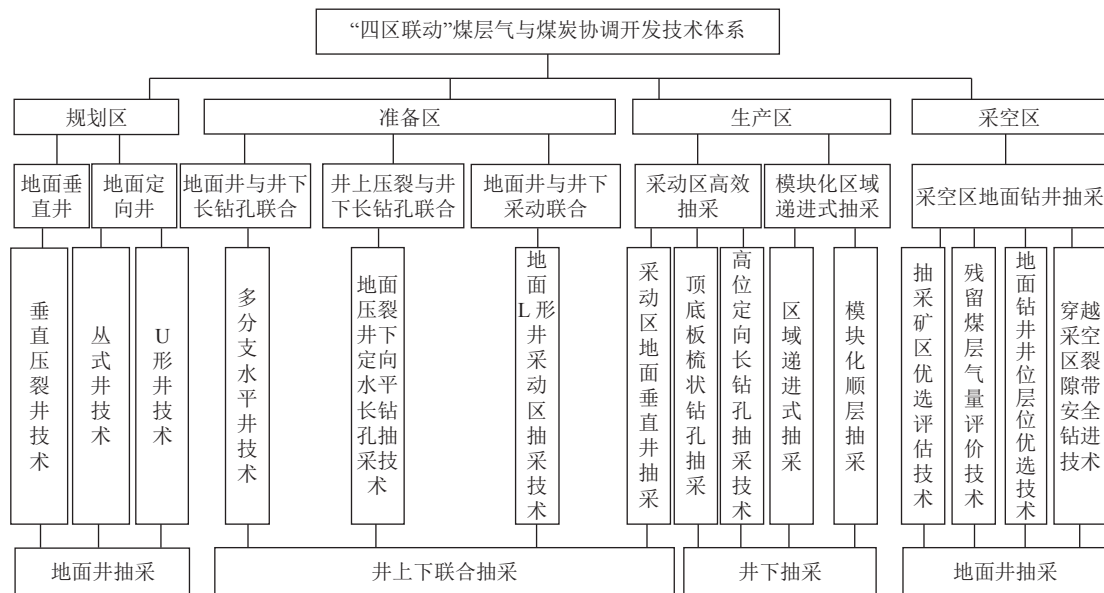 “四区联动”煤层气与煤炭协调开发技术体系
规划区
准备区
生产区
采空区
地面垂
直井
地面定
向井
地面井与井下
长钻孔联合
井上压裂与井
下长钻孔联合
地面井与井下
采动联合
采动区高效
抽采
模块化区域
递进式抽采
采空区地面钻井抽采
垂直压裂井技术
丛式井技术
U形井技术
多分支水平井技术
地面压裂井下定向水平长钻孔抽采技术
地面L形井采动区抽采技术
采动区地面垂直井抽采
顶底板梳状钻孔抽采
高位定向长钻孔抽采技术
区域递进式抽采
模块化顺层抽采
抽采矿区优选评估技术
残留煤层气量评价技术
地面钻井井位层位优选技术
穿越采空区裂隙带安全钻进技术
地面井抽采
井上下联合抽采
井下抽采
地面井抽采